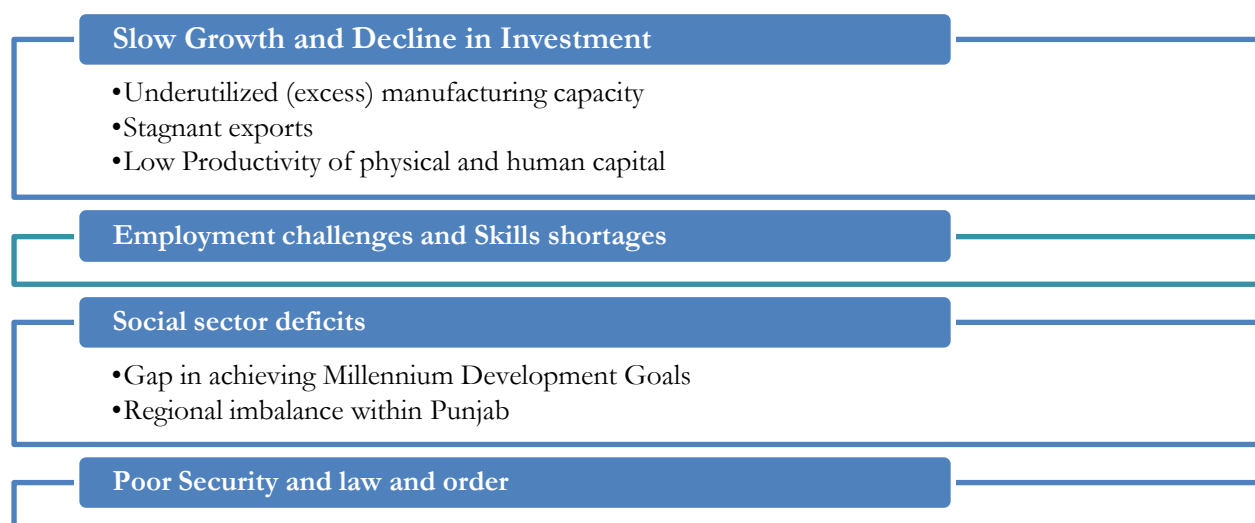 Slow Growth and Decline in Investment
•Underutilized (excess) manufacturing capacity
•Stagnant exports
•Low Productivity of physical and human capital
Employment challenges and Skills shortages
Social sector deficits
•Gap in achieving Millennium Development Goals
•Regional imbalance within Punjab
Poor Security and law and order